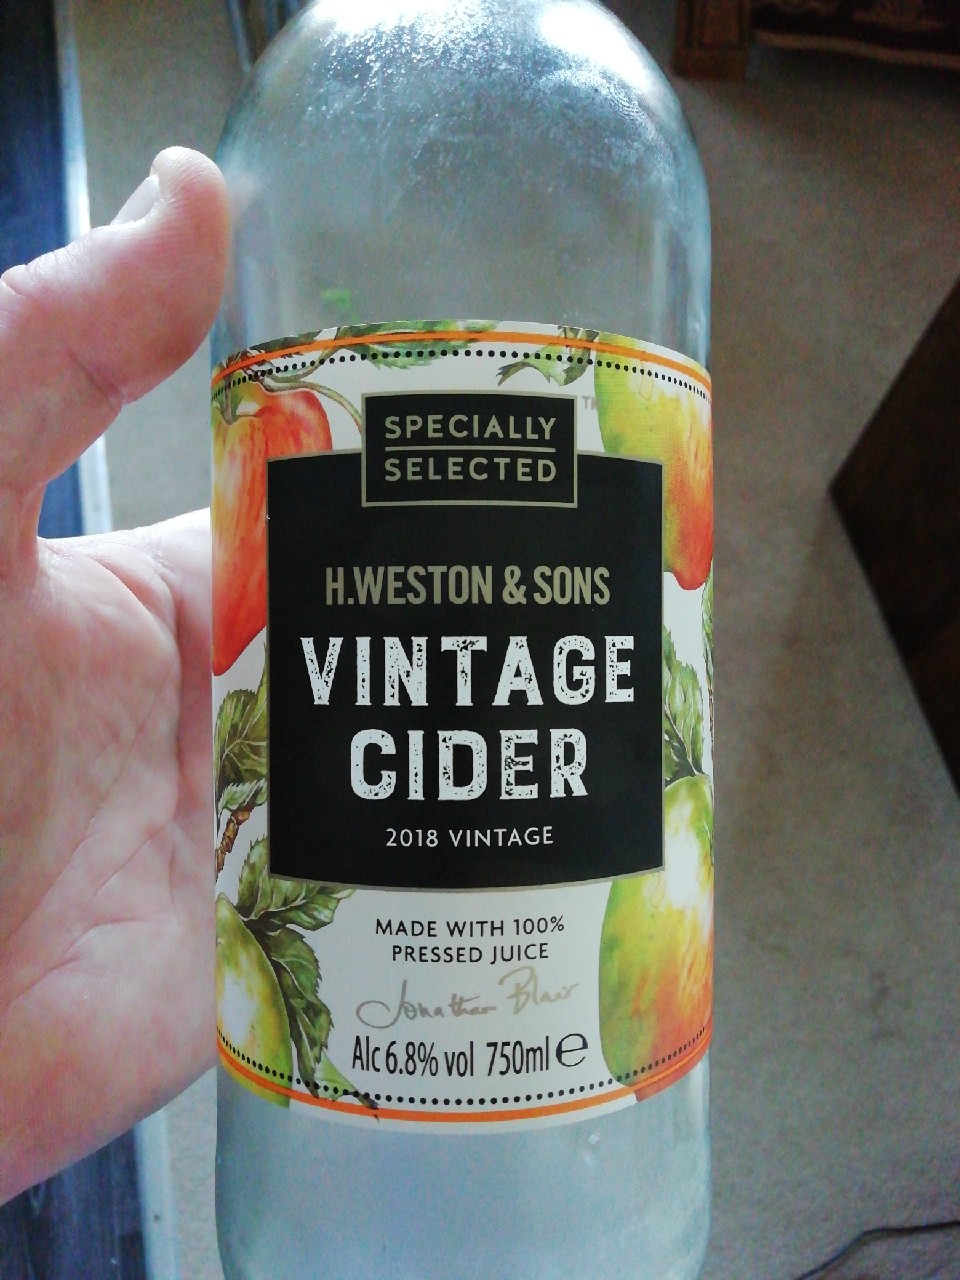 SPECIALLY
SELECTED
TM
H.WESTON & SONS
VINTAGE
CIDER
2018 VINTAGE
MADE WITH 100%
PRESSED JUICE
Jonathan Blair
Alc 6.8% vol 750ml ℮